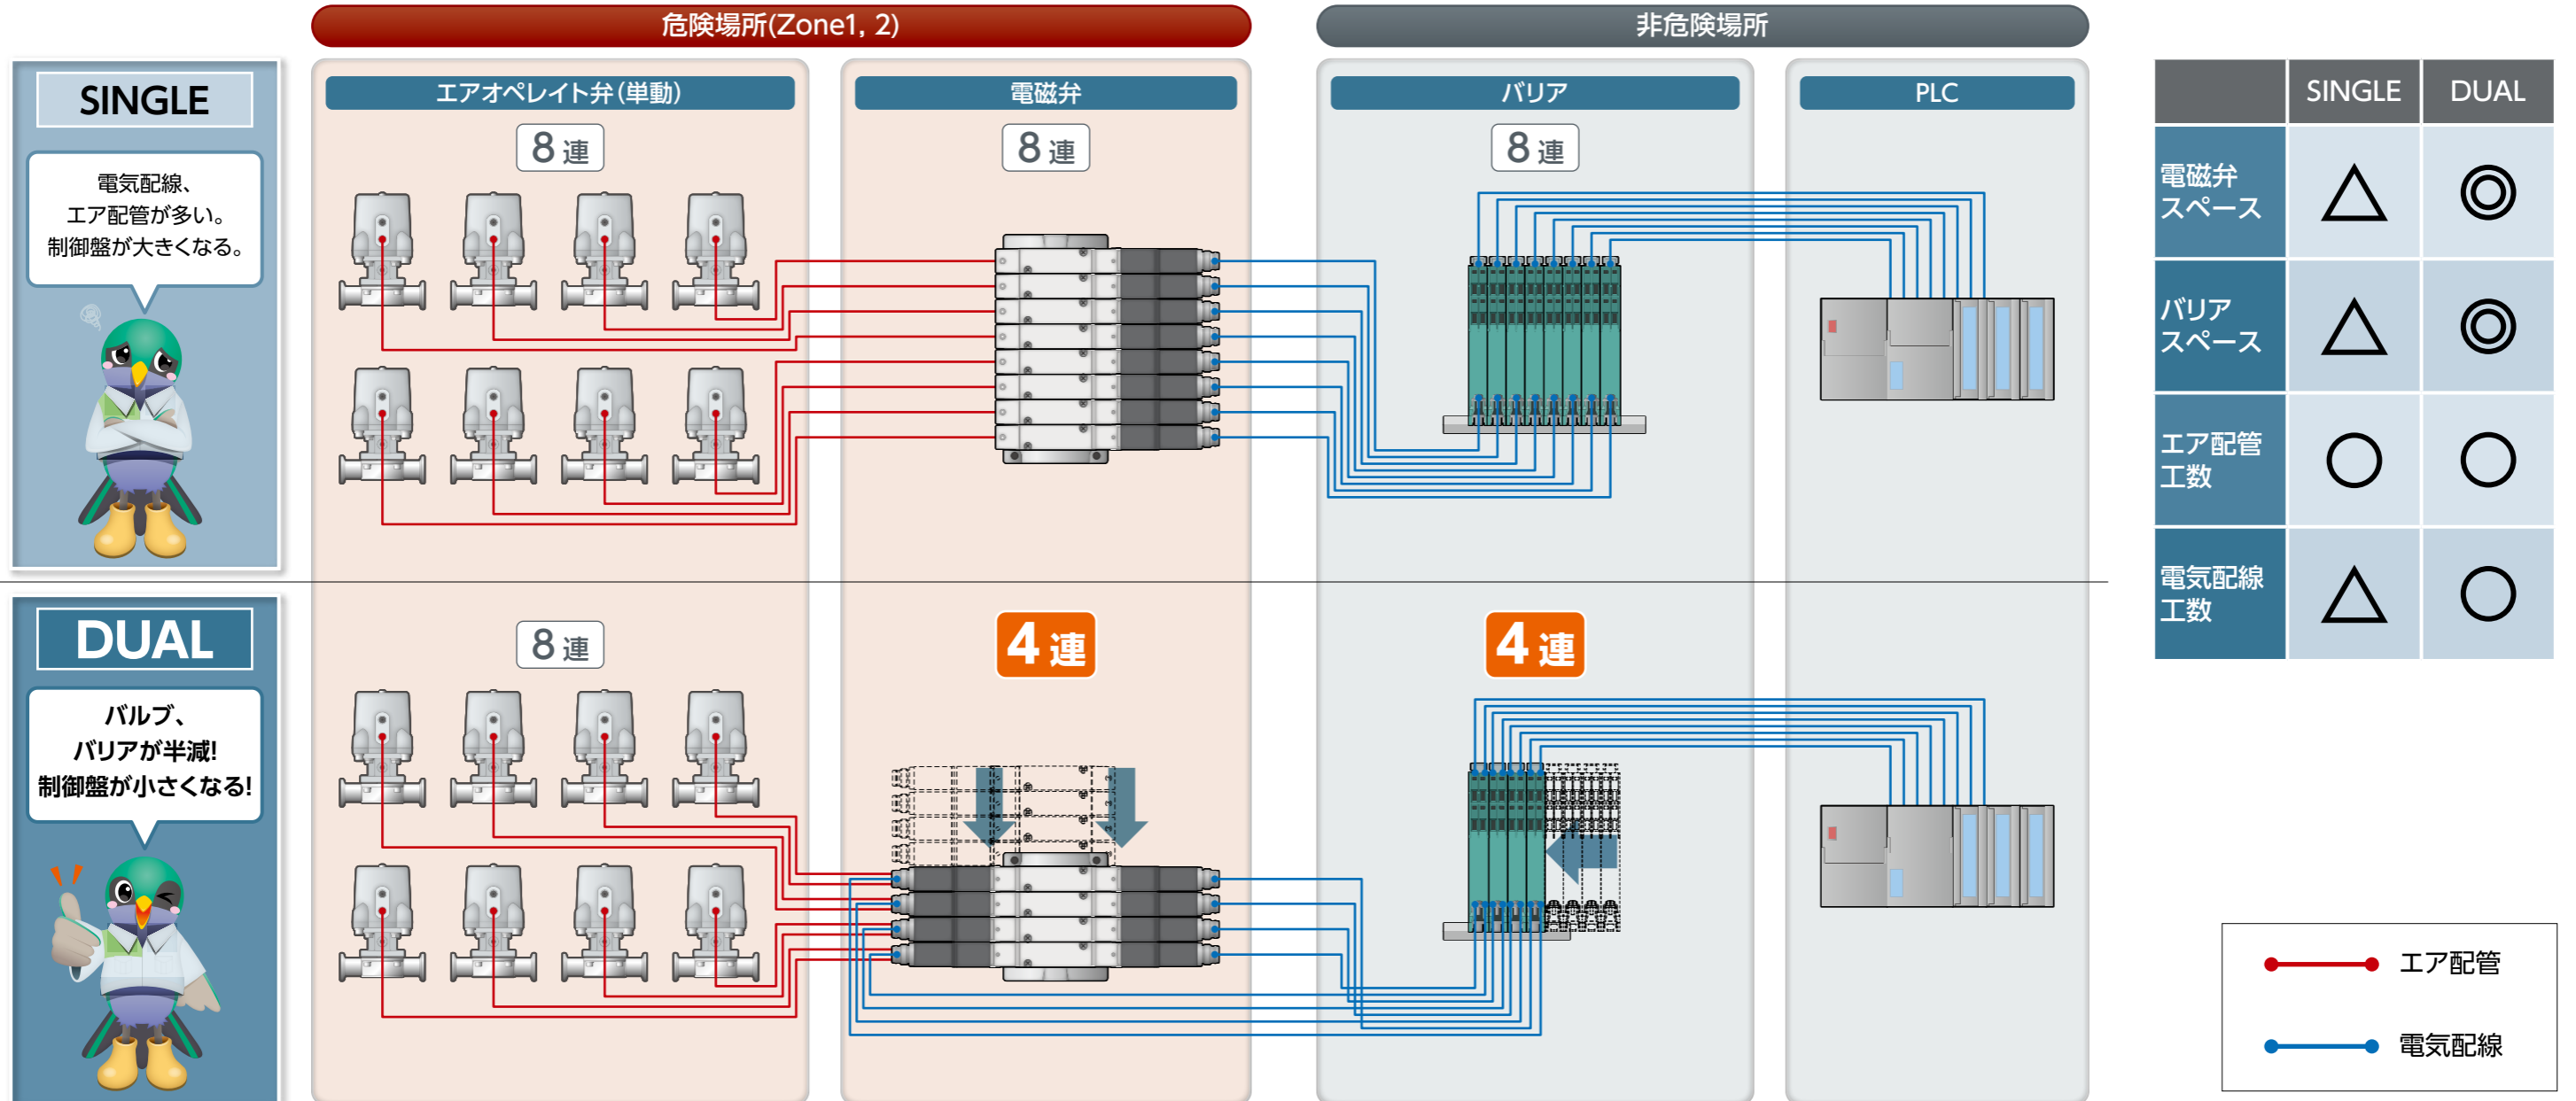 危険場所(Zone1, 2)
非危険場所
SINGLE
電気配線、
エア配管が多い。
制御盤が大きくなる。
エアオペレイト弁(単動)
電磁弁
バリア
PLC
8連
8連
8連
DUAL
バルブ、
バリアが半減!
制御盤が小さくなる!
8連
4連
4連
SINGLE DUAL
電磁弁
スペース
△ ◎
バリア
スペース
△ ◎
エア配管
工数
○ ○
電気配線
工数
△ ○
エア配管
電気配線